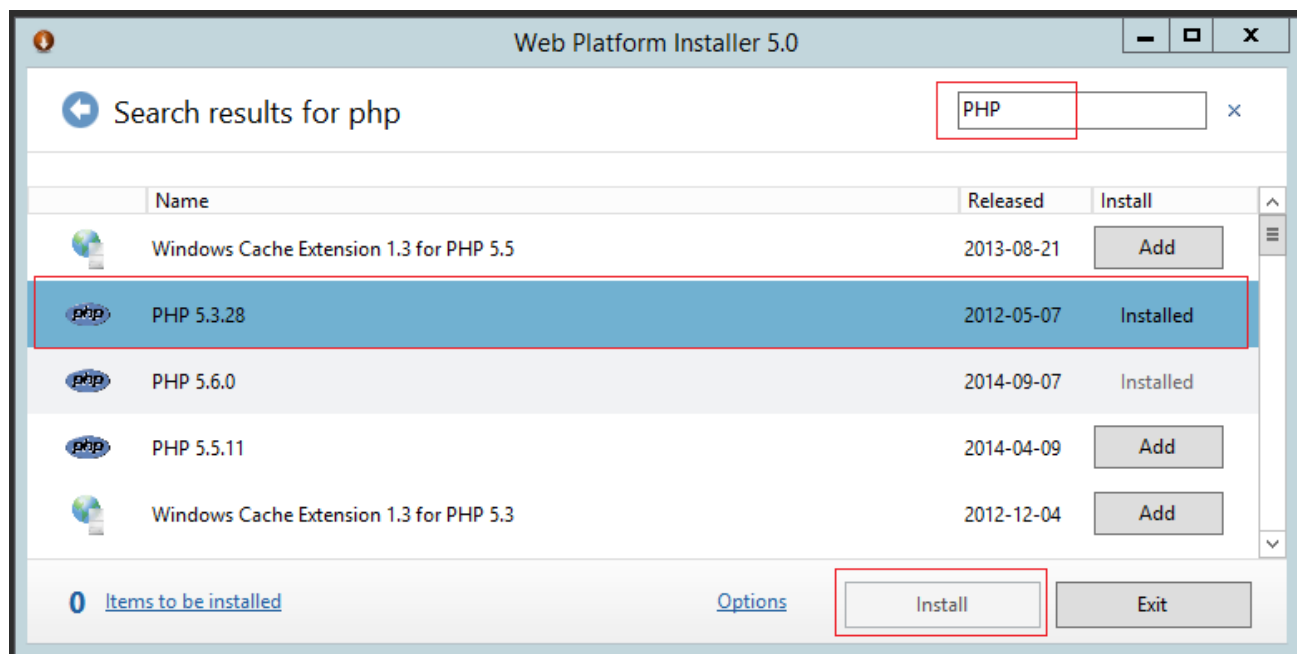 Web Platform Installer 5.0
Search results for php
PHP
Name Released Install
Windows Cache Extension 1.3 for PHP 5.5 2013-08-21 Add
php PHP 5.3.28 2012-05-07 Installed
php PHP 5.6.0 2014-09-07 Installed
php PHP 5.5.11 2014-04-09 Add
Windows Cache Extension 1.3 for PHP 5.3 2012-12-04 Add
0 Items to be installed Options Install Exit